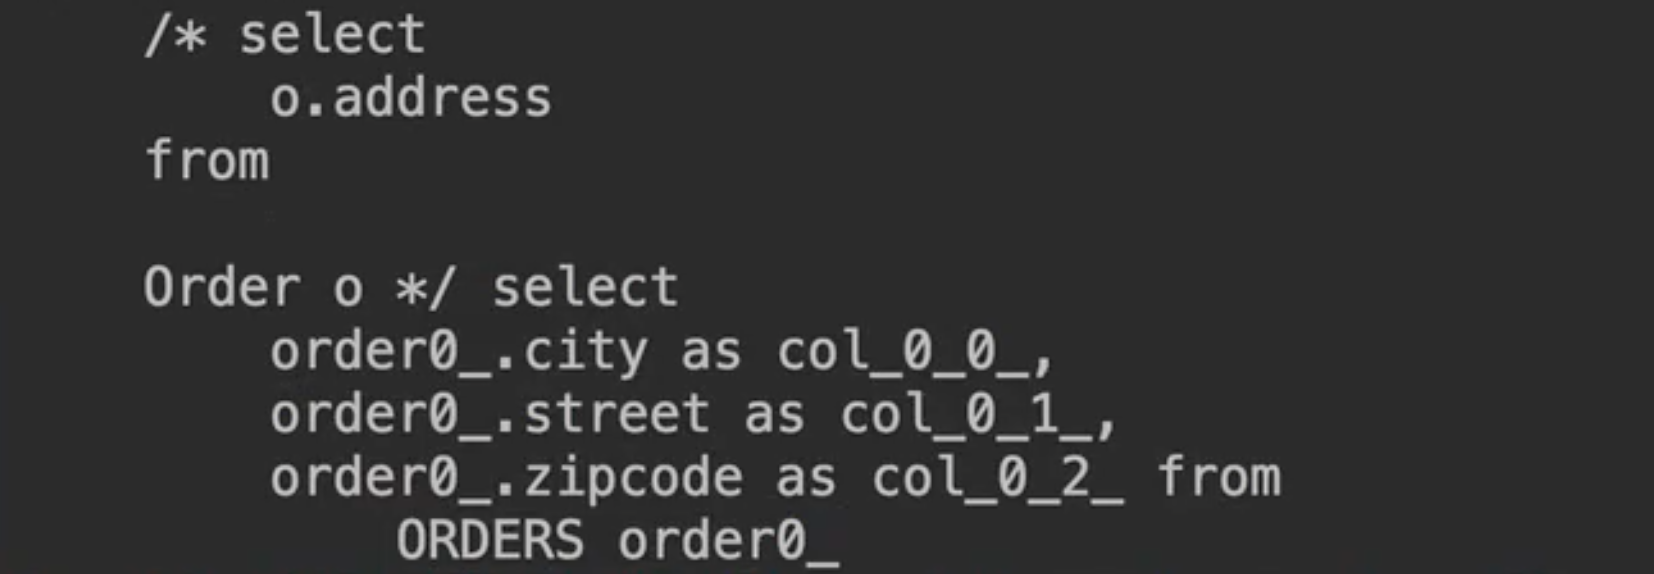 /* select
o.address
from
Order o */ select
order0_.city as col_0_0_,
order0_.street as col_0_1_,
order0_.zipcode as col_0_2_ from
ORDERS order0_